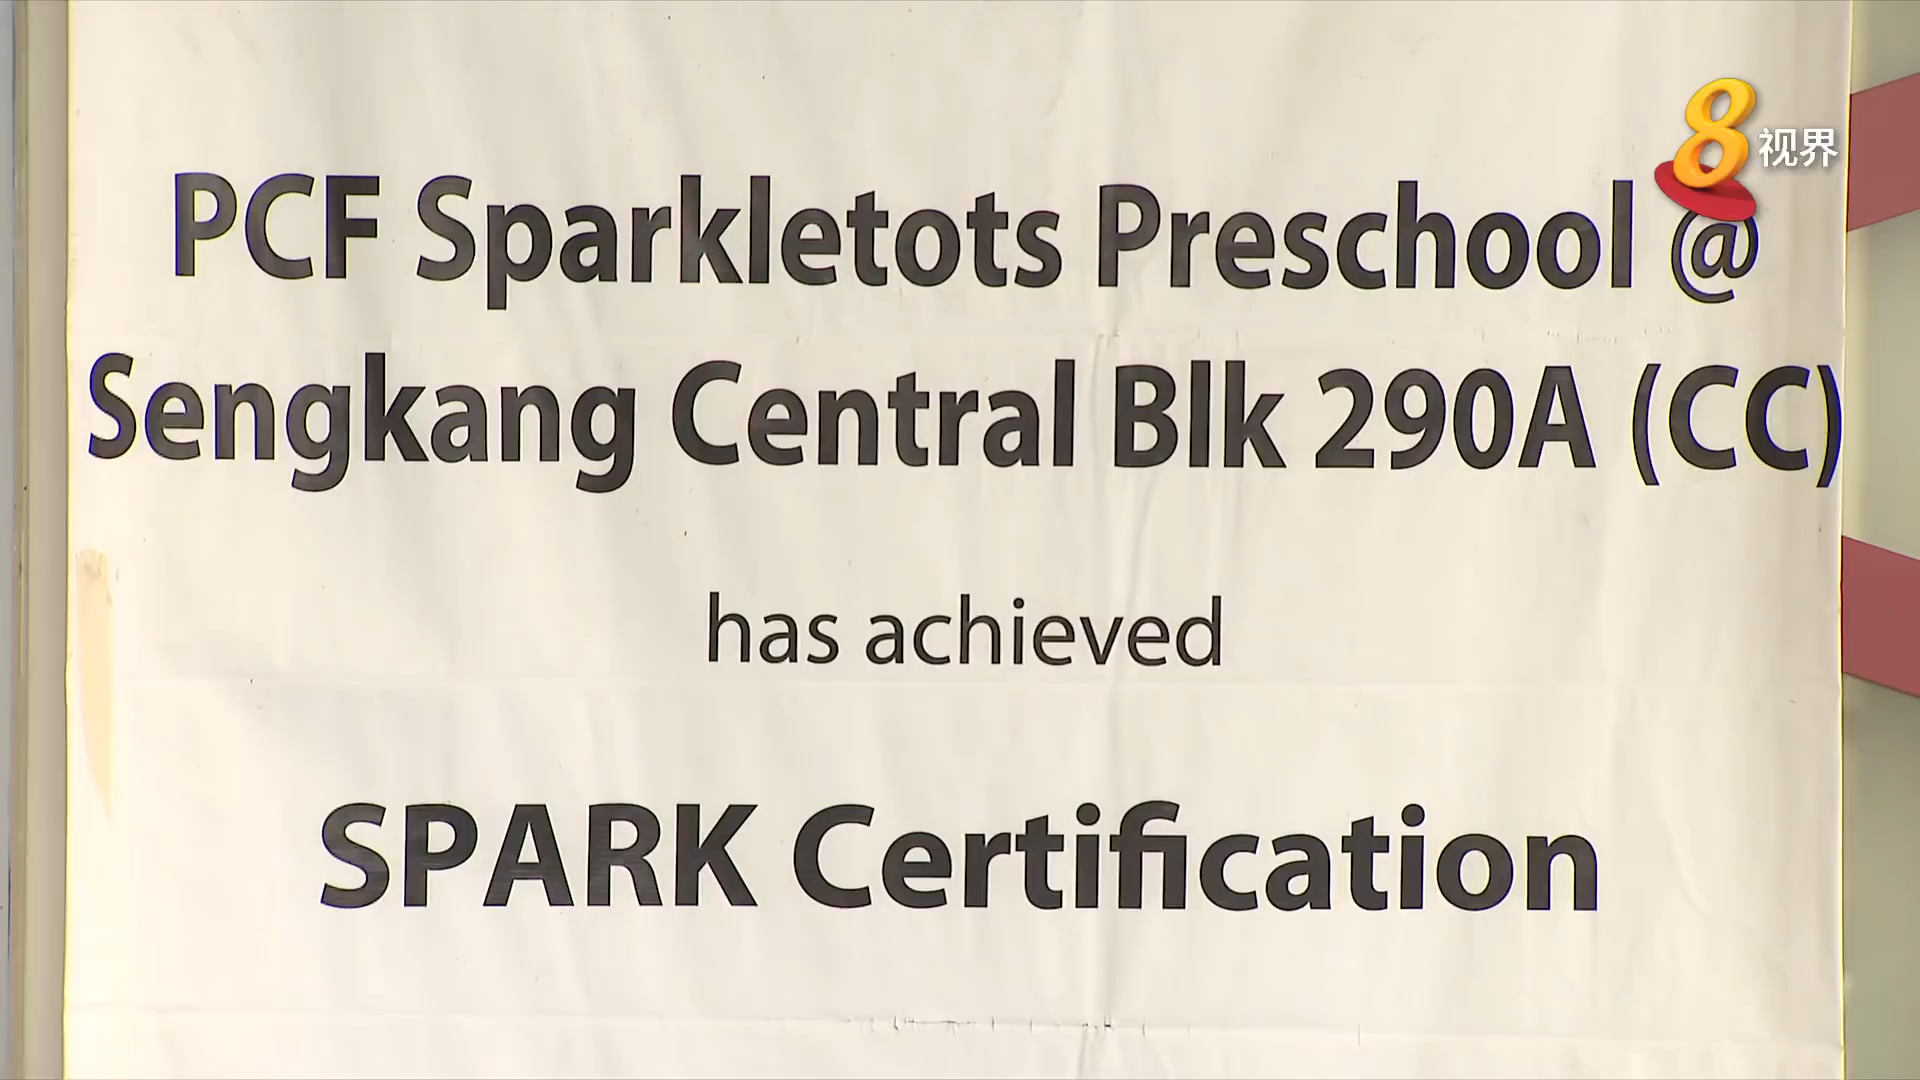 8视界
PCF Sparkletots Preschool @
Sengkang Central Blk 290A (CC)
has achieved
SPARK Certification